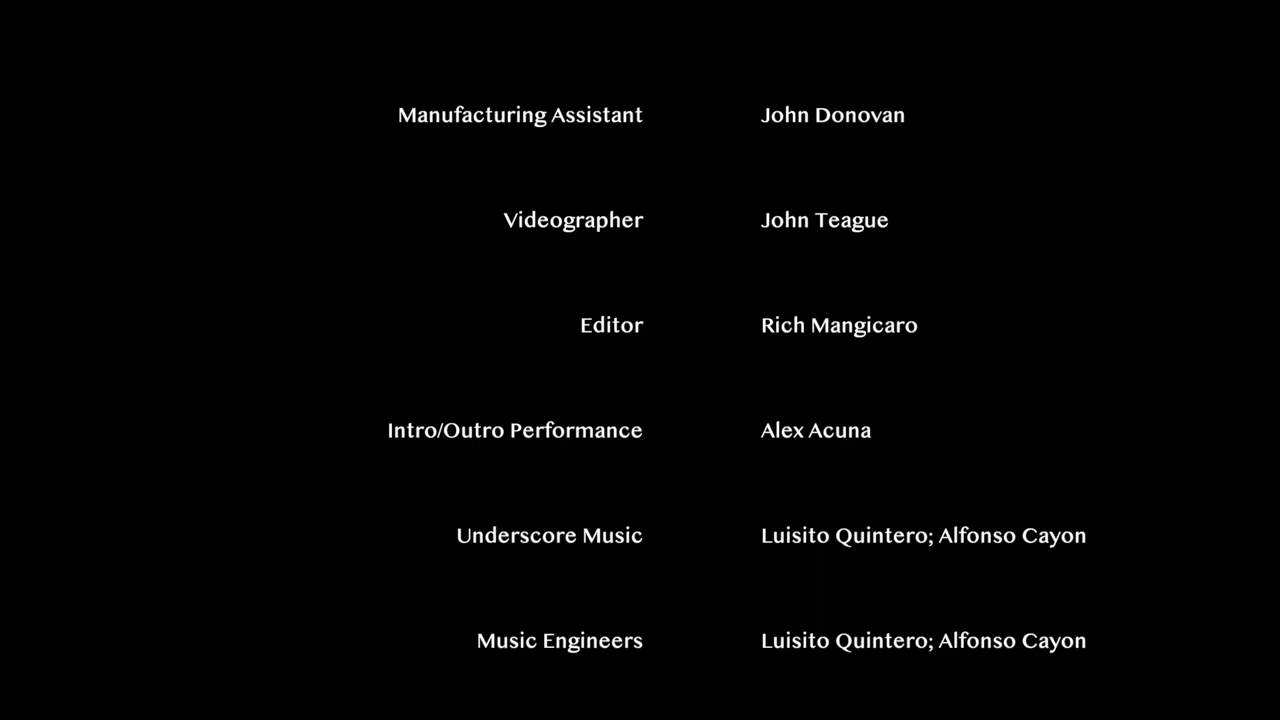 Manufacturing Assistant John Donovan
Videographer John Teague
Editor Rich Mangicaro
Intro/Outro Performance Alex Acuna
Underscore Music Luisito Quintero; Alfonso Cayon
Music Engineers Luisito Quintero; Alfonso Cayon